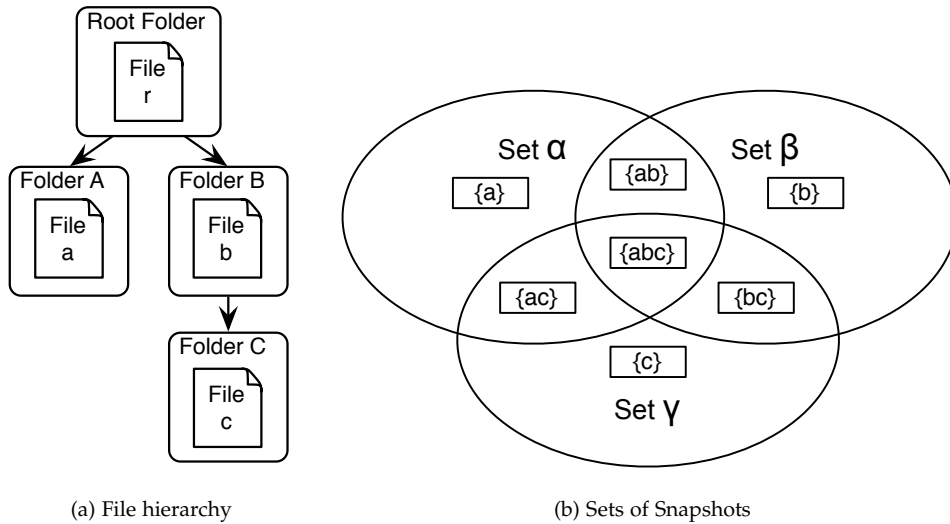 Root Folder
File
r
Folder A
File
a
Folder B
File
b
Folder C
File
c
(a) File hierarchy
Set α
Set β
{ab}
{a}
{b}
{abc}
{ac}
{bc}
{c}
Set γ
(b) Sets of Snapshots